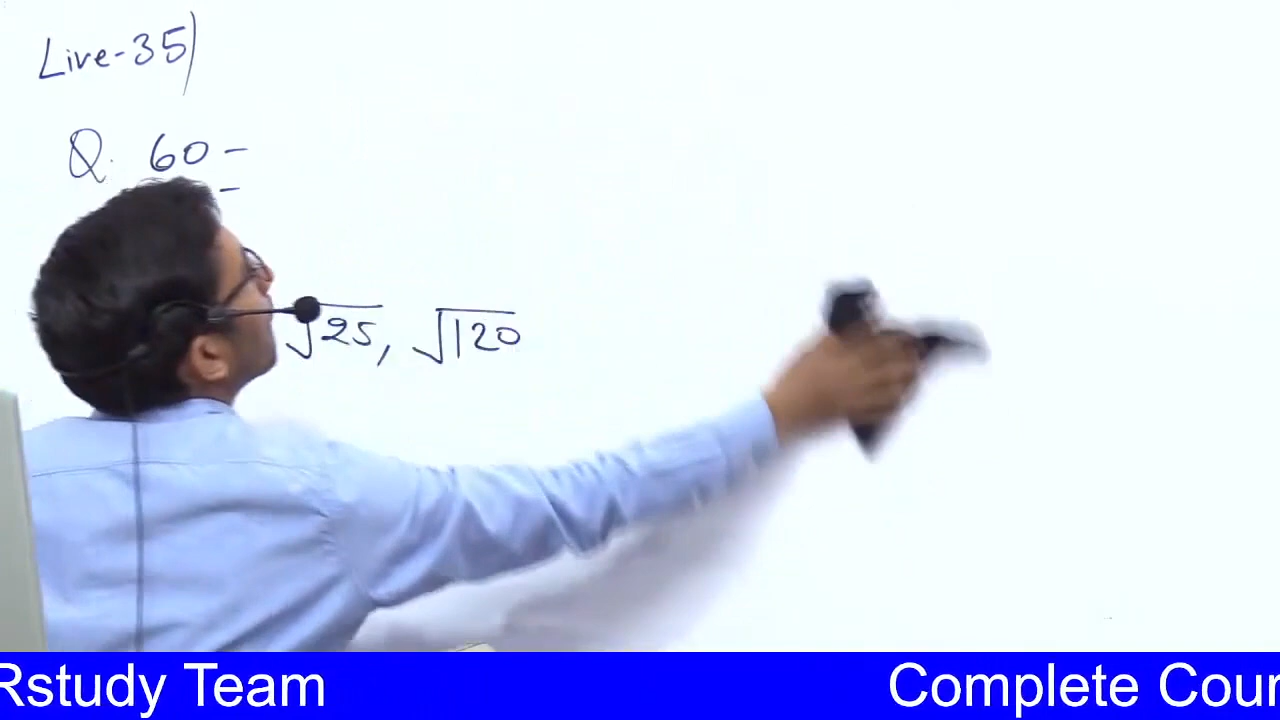 Live-35)
Q. 60 -
-
√25, √120
Rstudy Team Complete Cour